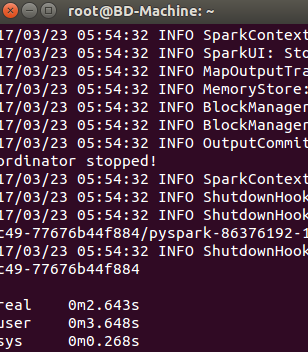 root@BD-Machine: ~
17/03/23 05:54:32 INFO SparkContext
17/03/23 05:54:32 INFO SparkUI: Sto
17/03/23 05:54:32 INFO MapOutputTra
17/03/23 05:54:32 INFO MemoryStore:
17/03/23 05:54:32 INFO BlockManager
17/03/23 05:54:32 INFO BlockManager
17/03/23 05:54:32 INFO OutputCommit
ordinator stopped!
17/03/23 05:54:32 INFO SparkContext
17/03/23 05:54:32 INFO ShutdownHook
17/03/23 05:54:32 INFO ShutdownHook
c49-77676b44f884/pyspark-86376192-1
17/03/23 05:54:32 INFO ShutdownHook
c49-77676b44f884
real 0m2.643s
user 0m3.648s
sys 0m0.268s